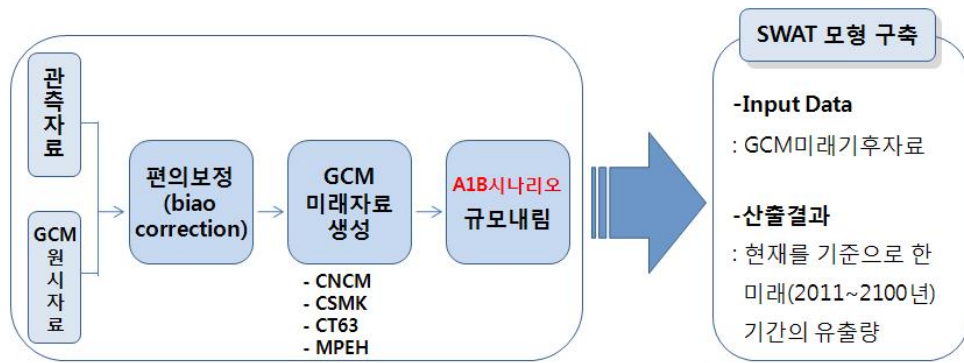 관측자료
GCM
원시자료
편의보정
(biao
correction)
GCM
미래자료
생성
- CNCM
- CSMK
- CT63
- MPEH
A1B시나리오
규모내림
SWAT 모형 구축
-Input Data
: GCM미래기후자료
-산출결과
: 현재를 기준으로 한
미래(2011~2100년)
기간의 유출량